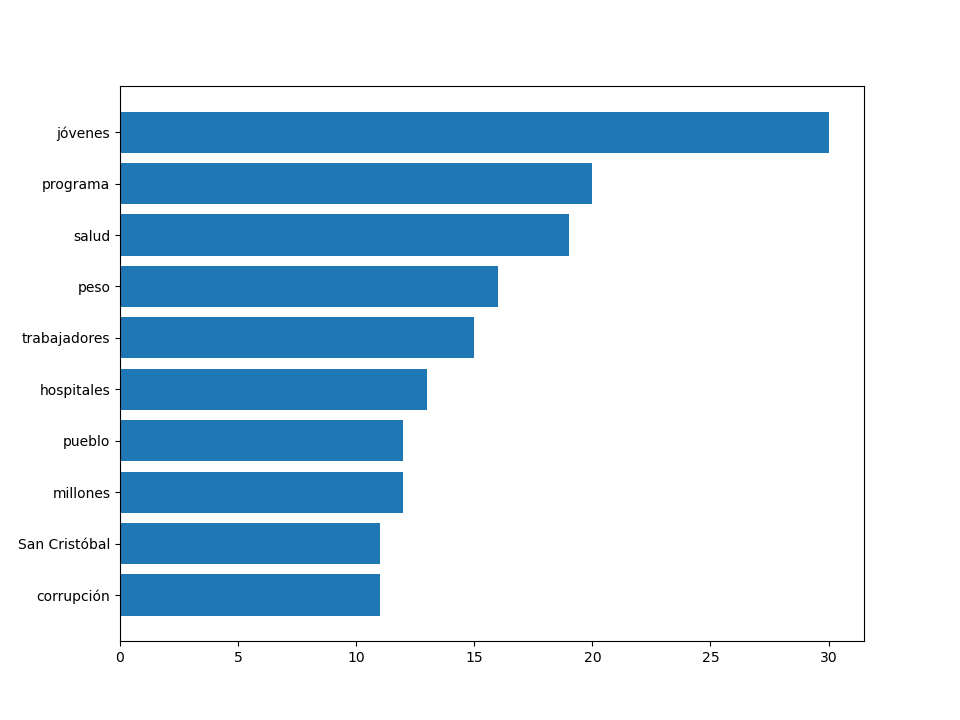 jóvenes
programa
salud
peso
trabajadores
hospitales
pueblo
millones
San Cristóbal
corrupción
0 5 10 15 20 25 30